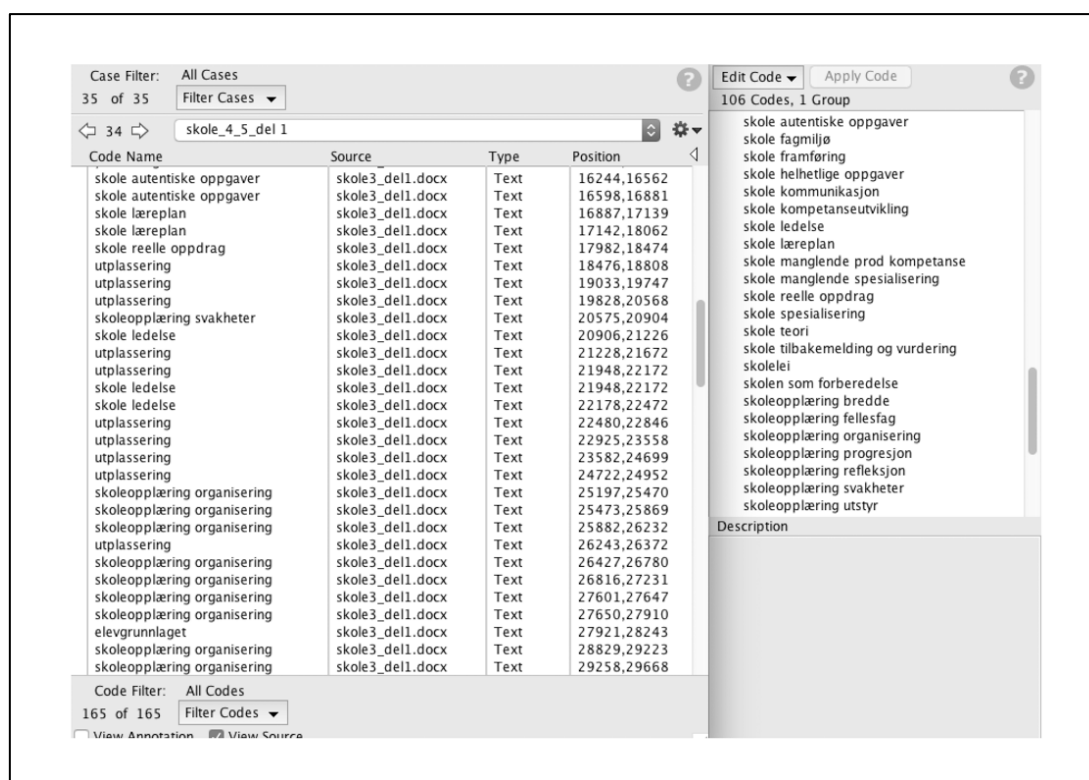 Case Filter: All Cases
35 of 35 Filter Cases
34 skole_4_5_del 1
Code Name Source Type Position
skole autentiske oppgaver skole3_del1.docx Text 16244,16562
skole autentiske oppgaver skole3_del1.docx Text 16598,16881
skole læreplan skole3_del1.docx Text 16887,17139
skole læreplan skole3_del1.docx Text 17142,18062
skole reelle oppdrag skole3_del1.docx Text 17982,18474
utplassering skole3_del1.docx Text 18476,18808
utplassering skole3_del1.docx Text 19033,19747
utplassering skole3_del1.docx Text 19828,20568
skoleopplæring svakheter skole3_del1.docx Text 20575,20904
skole ledelse skole3_del1.docx Text 20906,21226
utplassering skole3_del1.docx Text 21228,21672
utplassering skole3_del1.docx Text 21948,22172
skole ledelse skole3_del1.docx Text 21948,22172
skole ledelse skole3_del1.docx Text 22178,22472
utplassering skole3_del1.docx Text 22480,22846
utplassering skole3_del1.docx Text 22925,23558
utplassering skole3_del1.docx Text 23582,24699
utplassering skole3_del1.docx Text 24722,24952
skoleopplæring organisering skole3_del1.docx Text 25197,25470
skoleopplæring organisering skole3_del1.docx Text 25473,25869
skoleopplæring organisering skole3_del1.docx Text 25882,26232
utplassering skole3_del1.docx Text 26243,26372
skoleopplæring organisering skole3_del1.docx Text 26427,26780
skoleopplæring organisering skole3_del1.docx Text 26816,27231
skoleopplæring organisering skole3_del1.docx Text 27601,27647
skoleopplæring organisering skole3_del1.docx Text 27650,27910
elevgrunnlaget skole3_del1.docx Text 27921,28243
skoleopplæring organisering skole3_del1.docx Text 28829,29223
skoleopplæring organisering skole3_del1.docx Text 29258,29668
Code Filter: All Codes
165 of 165 Filter Codes
View Annotation View Source
Edit Code Apply Code
106 Codes, 1 Group
skole autentiske oppgaver
skole fagmiljø
skole framføring
skole helhetlige oppgaver
skole kommunikasjon
skole kompetanseutvikling
skole ledelse
skole læreplan
skole manglende prod kompetanse
skole manglende spesialisering
skole reelle oppdrag
skole spesialisering
skole teori
skole tilbakemelding og vurdering
skolelei
skolen som forberedelse
skoleopplæring bredde
skoleopplæring fellesfag
skoleopplæring organisering
skoleopplæring progresjon
skoleopplæring refleksjon
skoleopplæring svakheter
skoleopplæring utstyr
Description